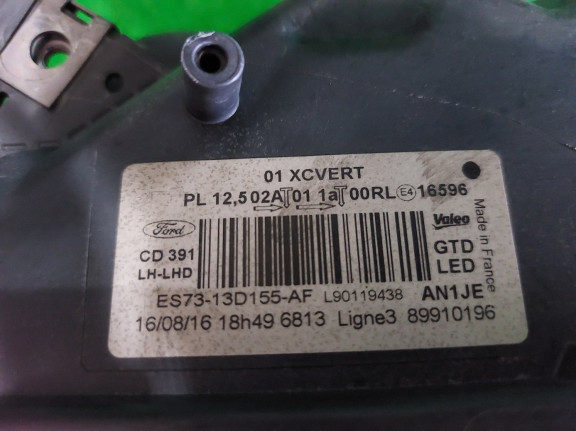 01 XCVERT
PL 12,5 02A 01 1a 00RL E4 16596
Ford
Valeo
Made in France
CD 391
LH-LHD
GTD
LED
ES73-13D155-AF L90119438 AN1JE
16/08/16 18h49 6813 Ligne3 89910196